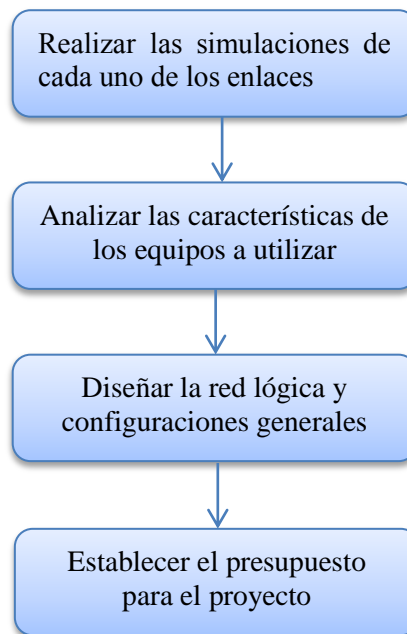 Realizar las simulaciones de
cada uno de los enlaces
Analizar las características de
los equipos a utilizar
Diseñar la red lógica y
configuraciones generales
Establecer el presupuesto
para el proyecto